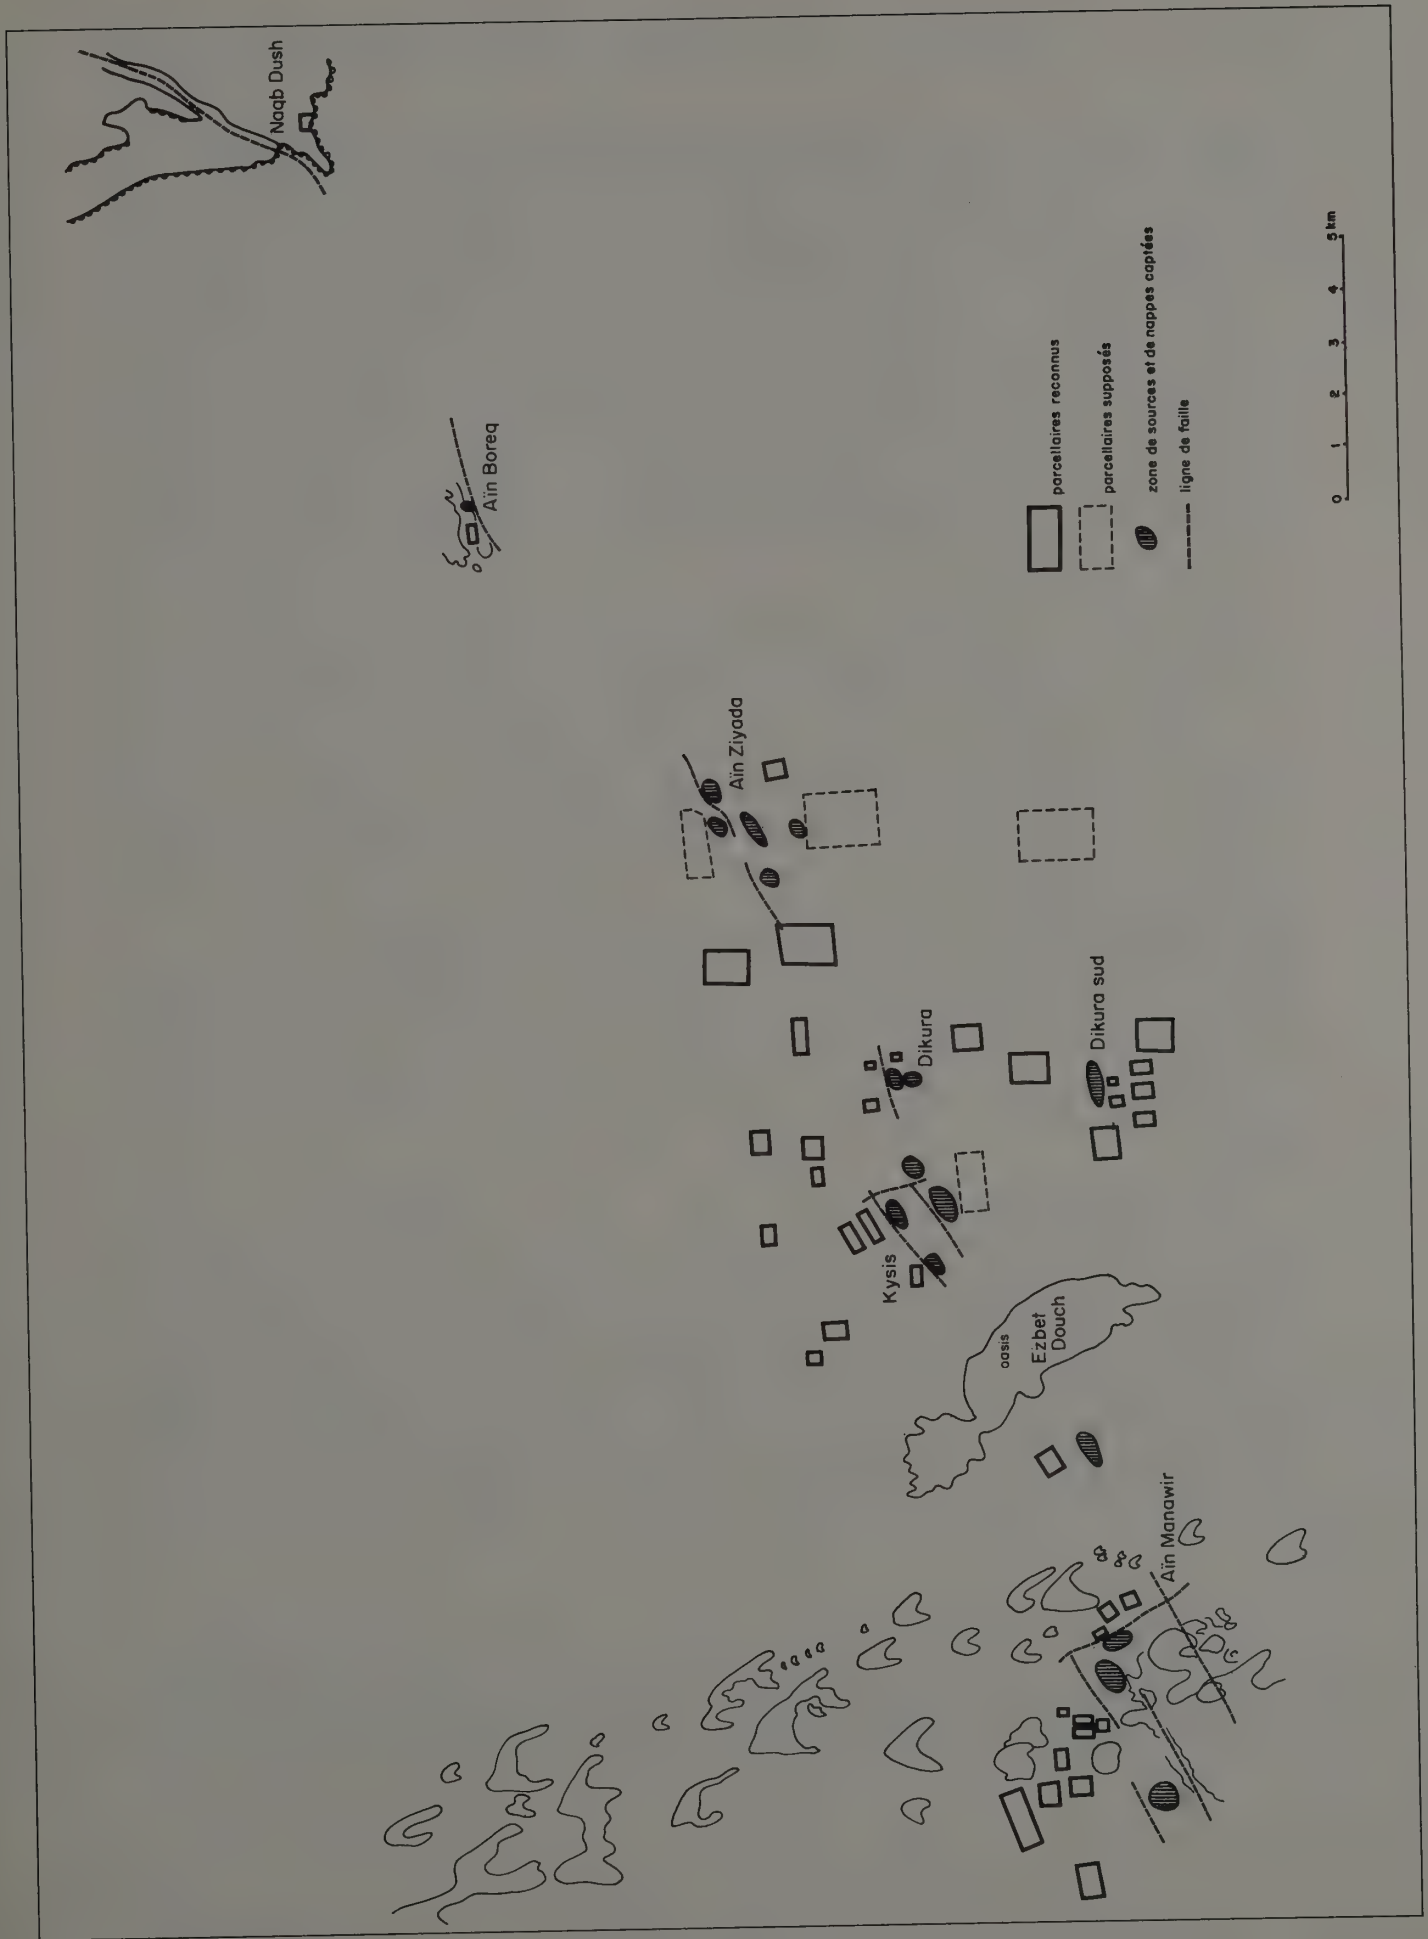 Naqb Dush
Aïn Boreq
Aïn Ziyada
Dikura
Dikura sud
Kysis
oasis
Ezbet
Douch
Aïn Manawir
parcellaires reconnus
parcellaires supposés
zone de sources et de nappes captées
ligne de faille
0 1 2 3 4 5 km